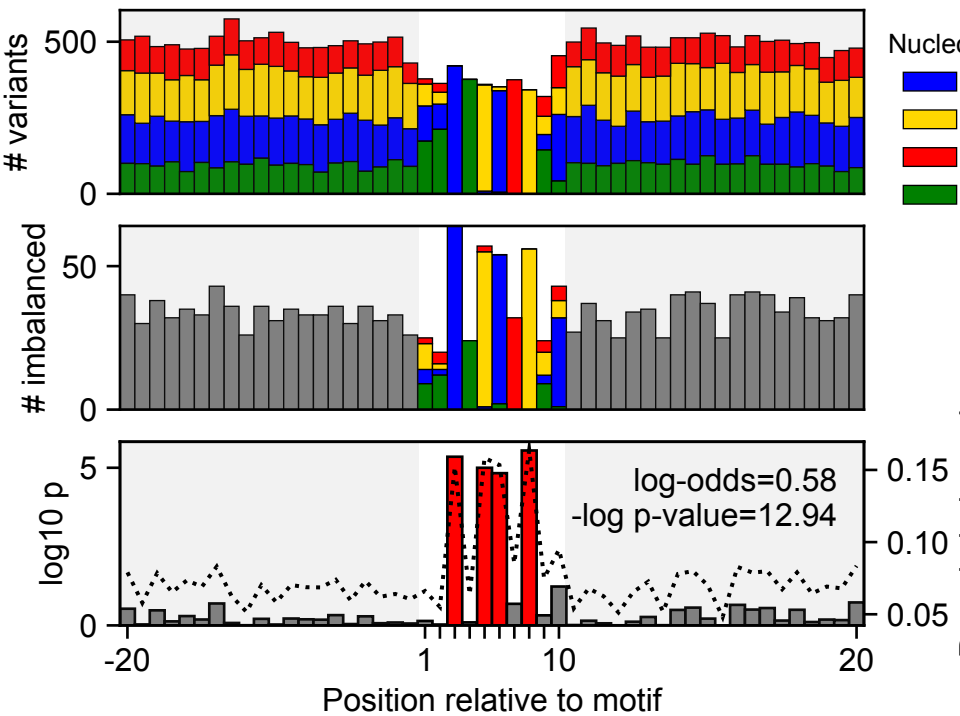 # variants
500
0
Nucleo
# imbalanced
50
0
log10 p
5
0
log-odds=0.58
-log p-value=12.94
0.15
0.10
0.05
-20
1
10
20
Position relative to motif